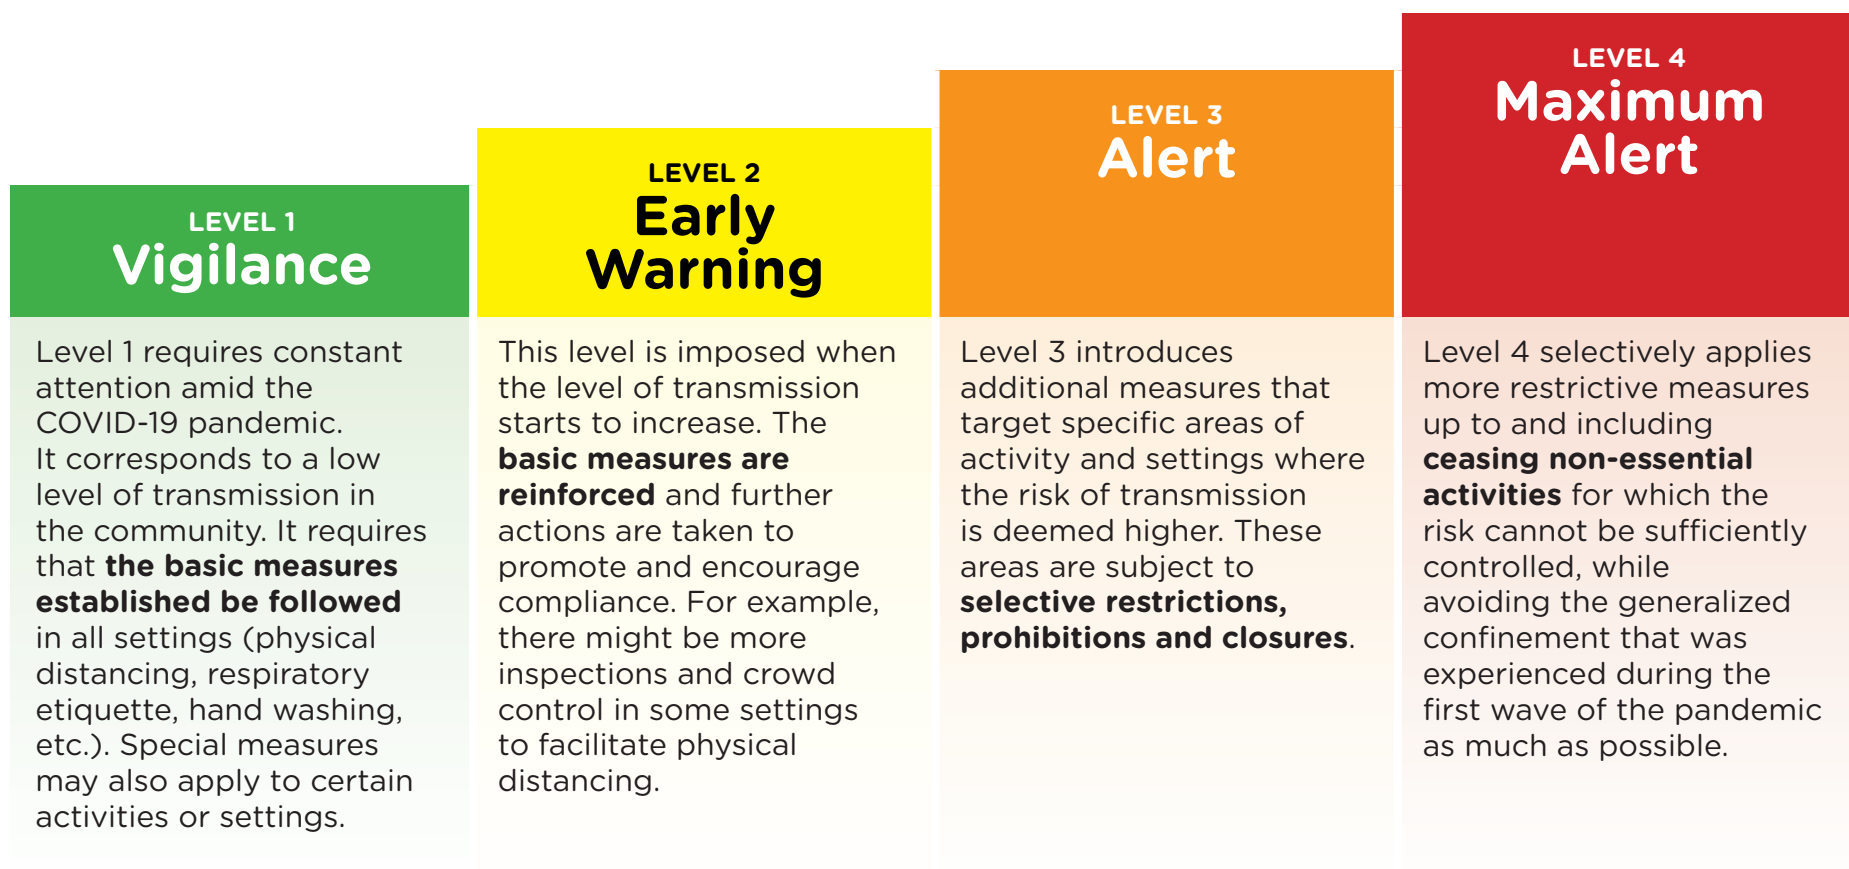 LEVEL 1
Vigilance
Level 1 requires constant
attention amid the
COVID-19 pandemic.
It corresponds to a low
level of transmission in
the community. It requires
that the basic measures
established be followed
in all settings (physical
distancing, respiratory
etiquette, hand washing,
etc.). Special measures
may also apply to certain
activities or settings.
LEVEL 2
Early
Warning
This level is imposed when
the level of transmission
starts to increase. The
basic measures are
reinforced and further
actions are taken to
promote and encourage
compliance. For example,
there might be more
inspections and crowd
control in some settings
to facilitate physical
distancing.
LEVEL 3
Alert
Level 3 introduces
additional measures that
target specific areas of
activity and settings where
the risk of transmission
is deemed higher. These
areas are subject to
selective restrictions,
prohibitions and closures.
LEVEL 4
Maximum
Alert
Level 4 selectively applies
more restrictive measures
up to and including
ceasing non-essential
activities for which the
risk cannot be sufficiently
controlled, while
avoiding the generalized
confinement that was
experienced during the
first wave of the pandemic
as much as possible.